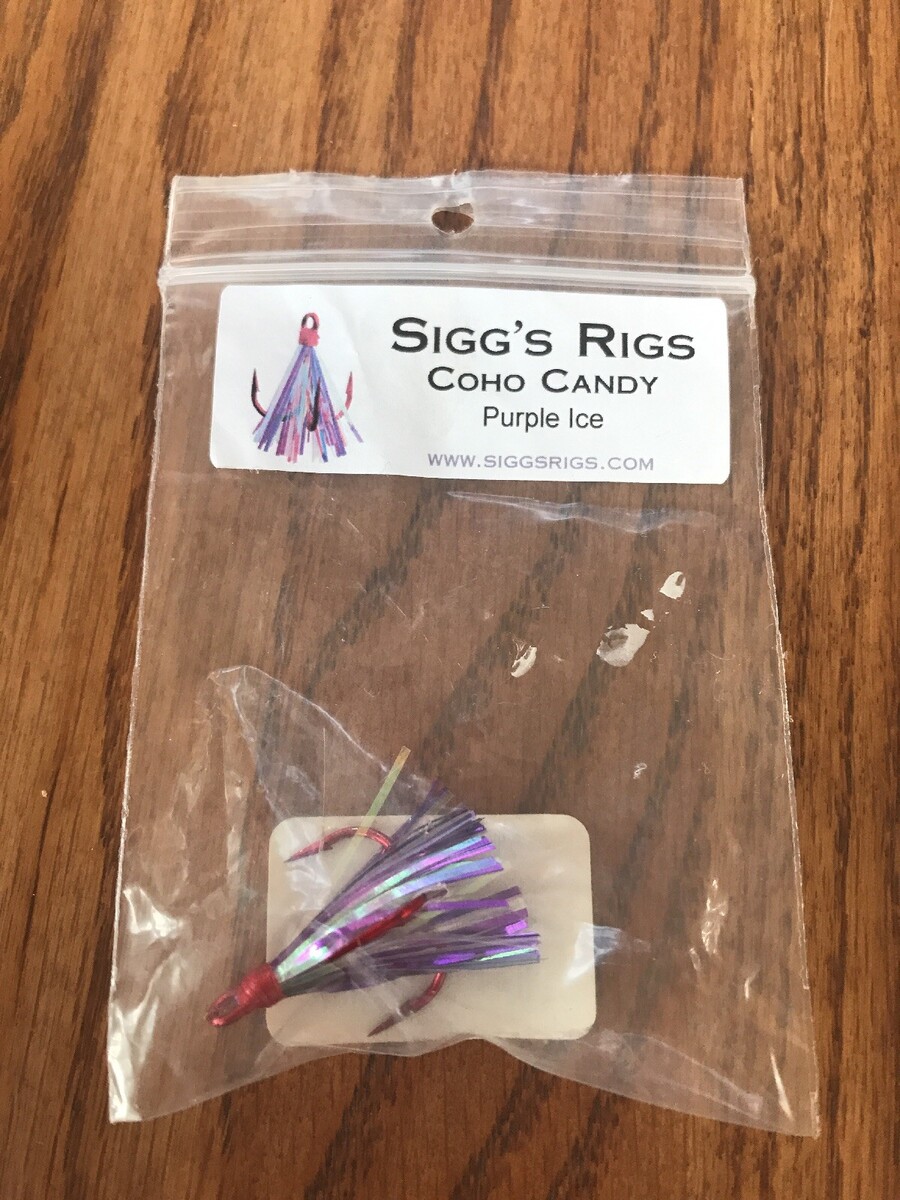 SIGG'S RIGS
COHO CANDY
Purple Ice
WWW.SIGGSRIGS.COM